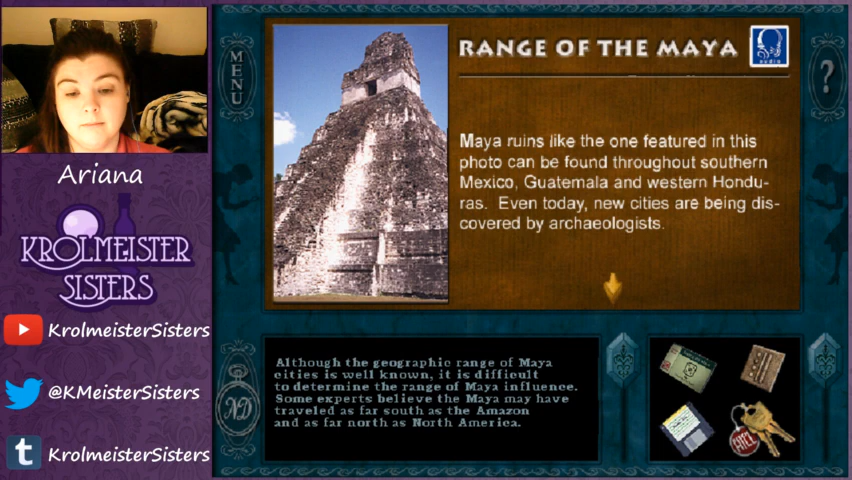 Ariana
KROLMEISTER
SISTERS
KrolmeisterSisters
@KMeisterSisters
KrolmeisterSisters
MENU
RANGE OF THE MAYA
audio
?
Maya ruins like the one featured in this
photo can be found throughout southern
Mexico, Guatemala and western Hondu-
ras. Even today, new cities are being dis-
covered by archaeologists.
ND
Although the geographic range of Maya
cities is well known, it is difficult
to determine the range of Maya influence.
Some experts believe the Maya may have
traveled as far south as the Amazon
and as far north as North America.